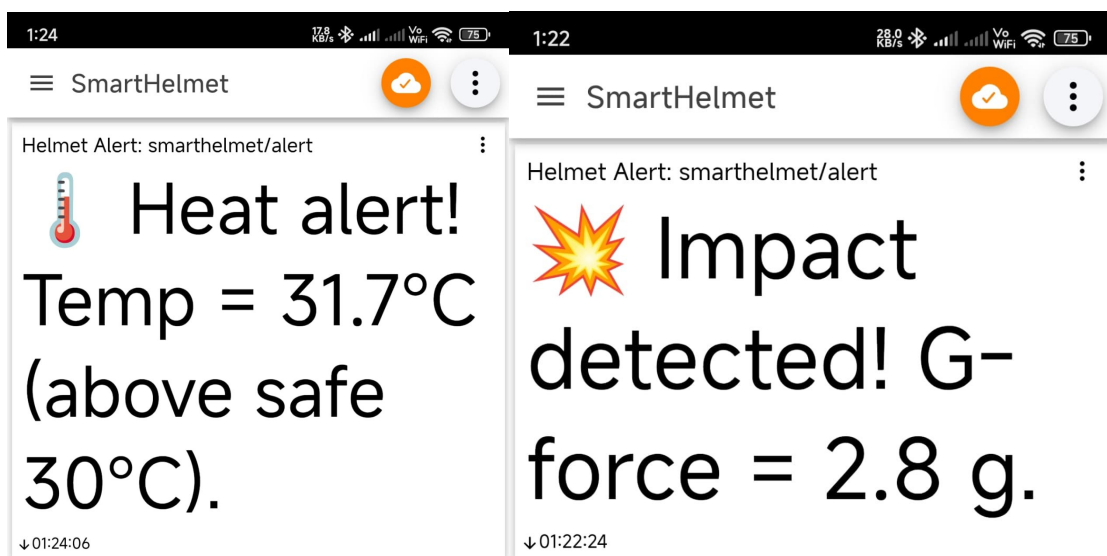 1:24
17.8 KB/s Vo WiFi 75
SmartHelmet
Helmet Alert: smarthelmet/alert
🌡️ Heat alert!
Temp = 31.7°C
(above safe
30°C).
↓01:24:06
1:22
28.0 KB/s Vo WiFi 75
SmartHelmet
Helmet Alert: smarthelmet/alert
💥 Impact
detected! G-
force = 2.8 g.
↓01:22:24